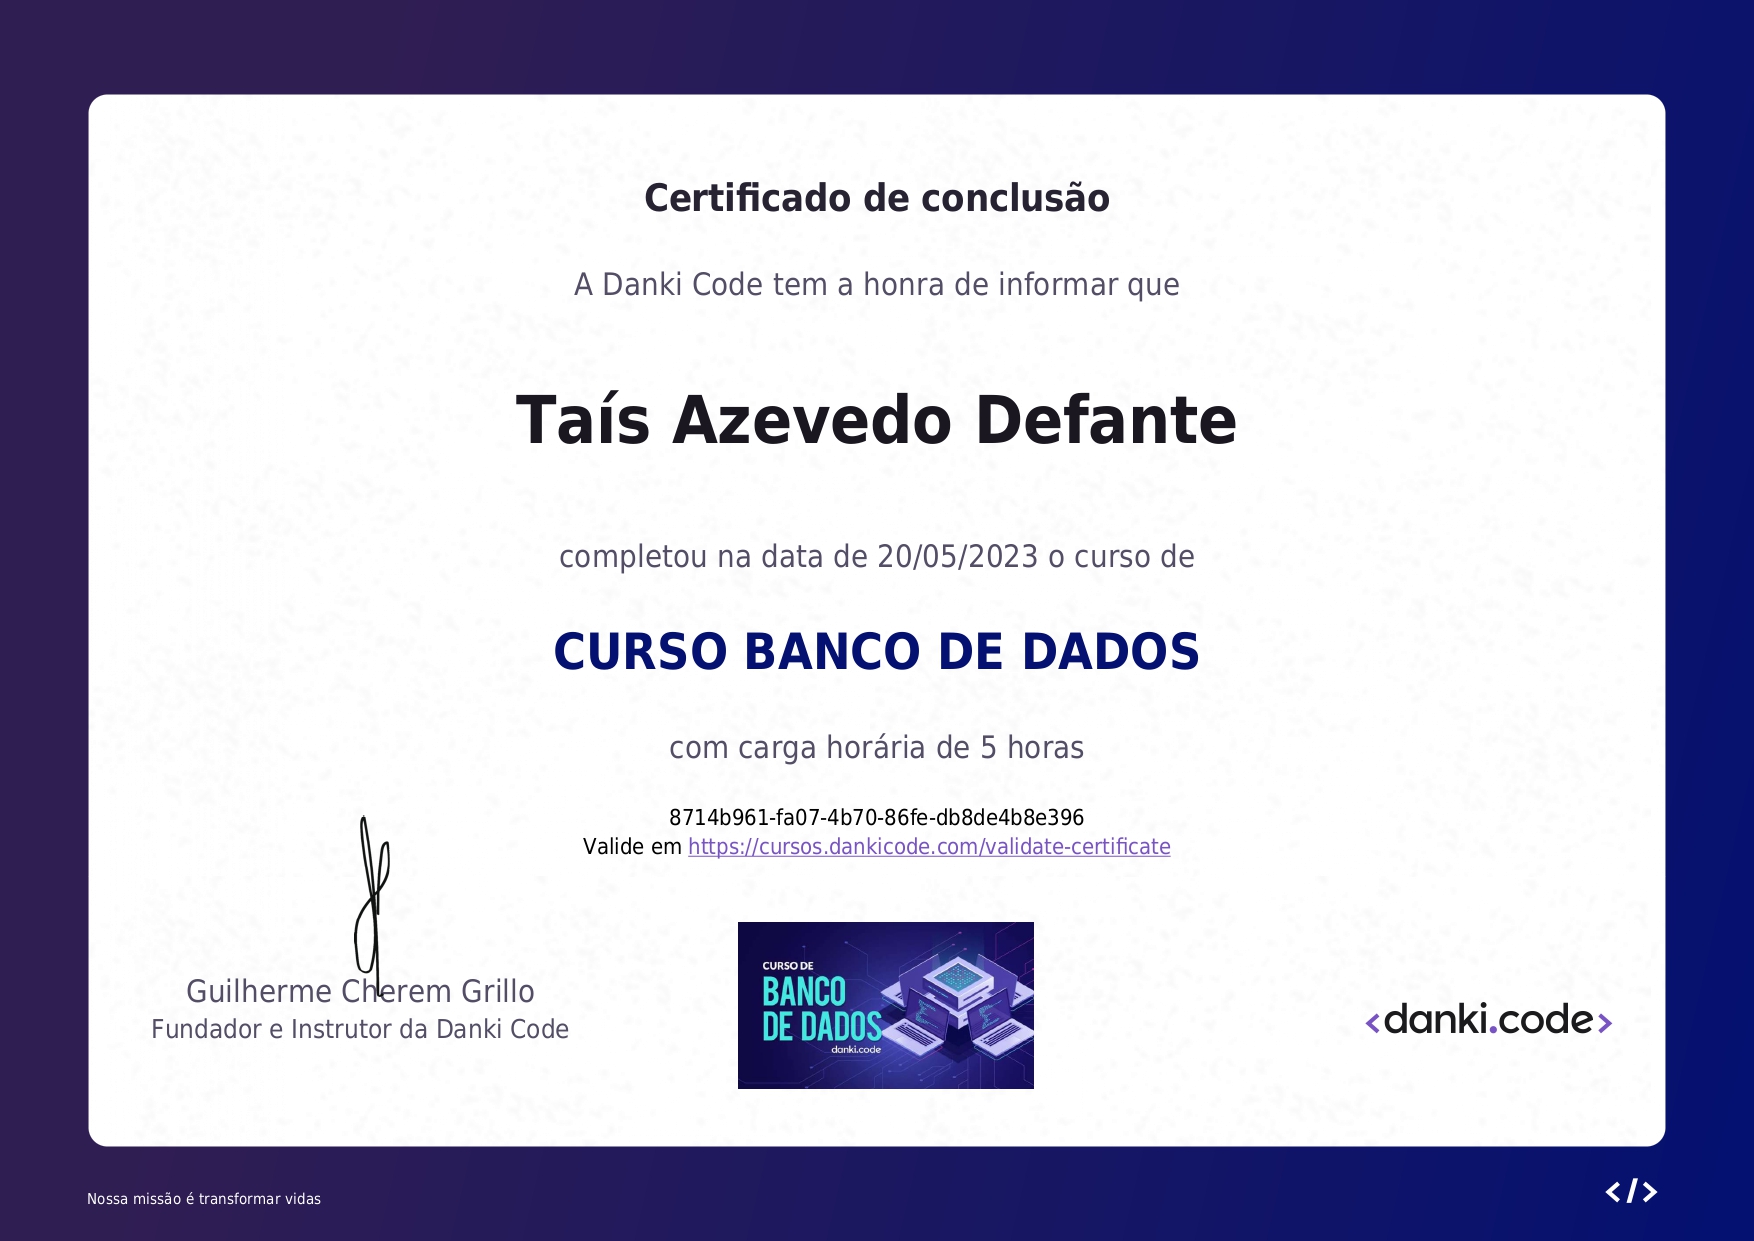 Certificado de conclusão
A Danki Code tem a honra de informar que
Taís Azevedo Defante
completou na data de 20/05/2023 o curso de
CURSO BANCO DE DADOS
com carga horária de 5 horas
8714b961-fa07-4b70-86fe-db8de4b8e396
Valide em https://cursos.dankicode.com/validate-certificate
Guilherme Cherem Grillo
Fundador e Instrutor da Danki Code
CURSO DE
BANCO
DE DADOS
danki.code
<danki.code>
Nossa missão é transformar vidas
</>